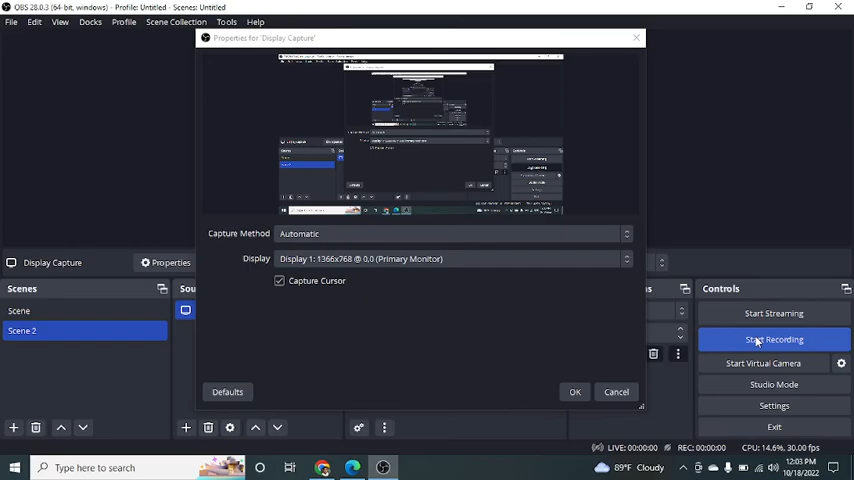 OBS 28.0.3 (64-bit, windows) - Profile: Untitled - Scenes: Untitled
File Edit View Docks Profile Scene Collection Tools Help
Properties for 'Display Capture'
Capture Method Automatic
Display Display 1: 1366x768 @ 0,0 (Primary Monitor)
Capture Cursor
Display Capture Properties
Scenes
Scene
Scene 2
Sou
ns
Controls
Start Streaming
Start Recording
Start Virtual Camera
Studio Mode
Settings
Exit
Defaults OK Cancel
LIVE: 00:00:00 REC: 00:00:00 CPU: 14.6%, 30.00 fps
Type here to search
89°F Cloudy
12:03 PM
10/18/2022